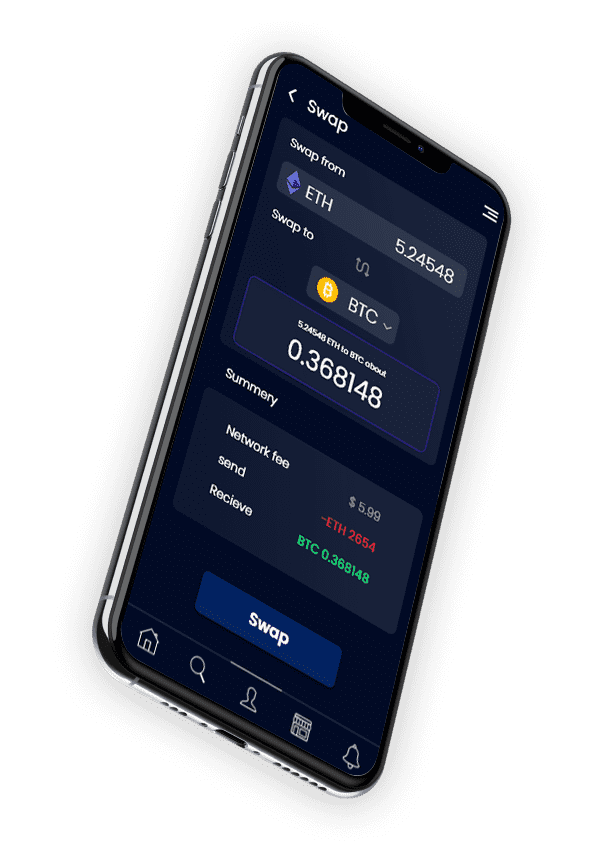 Swap
Swap from
ETH 5.24548
Swap to
BTC
5.24548 ETH to BTC about
0.368148
Summery
Network fee $ 5.99
send -ETH 2654
Recieve BTC 0.368148
Swap